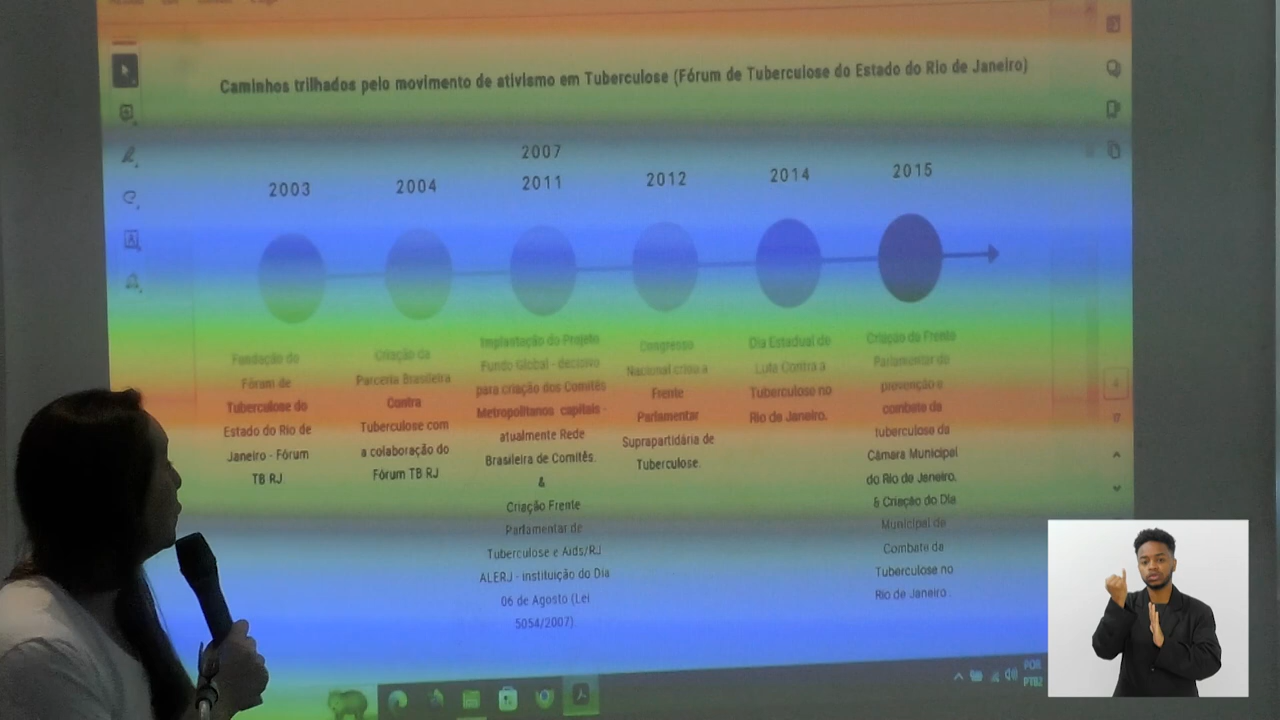 Caminhos trilhados pelo movimento de ativismo em Tuberculose (Fórum de Tuberculose do Estado do Rio de Janeiro)
2003
2004
2007
2011
2012
2014
2015
Fundação do
Fórum de
Tuberculose do
Estado do Rio de
Janeiro - Fórum
TB RJ
Criação da
Parceria Brasileira
Contra
Tuberculose com
a colaboração do
Fórum TB RJ
Implantação do Projeto
Fundo Global - decisivo
para criação dos Comitês
Metropolitanos capitais -
atualmente Rede
Brasileira de Comitês.
&
Criação Frente
Parlamentar de
Tuberculose e Aids/RJ
ALERJ - instituição do Dia
06 de Agosto (Lei
5054/2007)
Congresso
Nacional criou a
Frente
Parlamentar
Suprapartidária de
Tuberculose.
Dia Estadual de
Luta Contra a
Tuberculose no
Rio de Janeiro.
Criação da Frente
Parlamentar de
prevenção e
combate da
tuberculose da
Câmara Municipal
do Rio de Janeiro.
& Criação do Dia
Municipal de
Combate da
Tuberculose no
Rio de Janeiro.
POR
PTB2